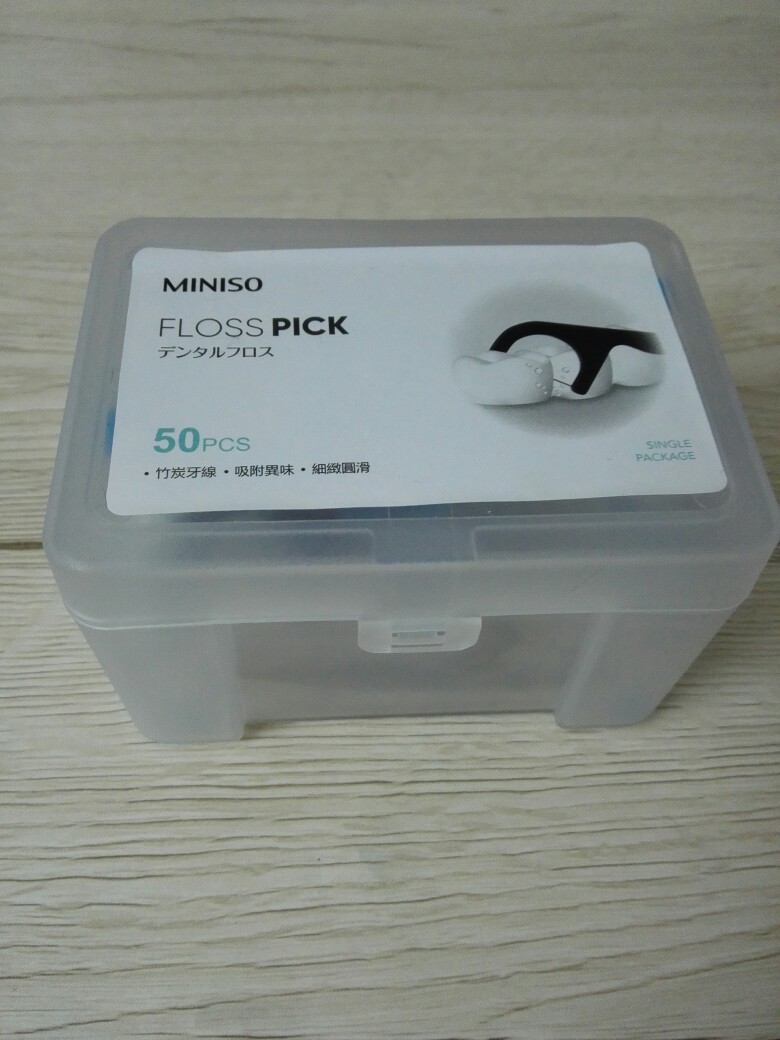 MINISO
FLOSS PICK
デンタルフロス
50PCS
・竹炭牙線・吸附異味・細緻圓滑
SINGLE
PACKAGE